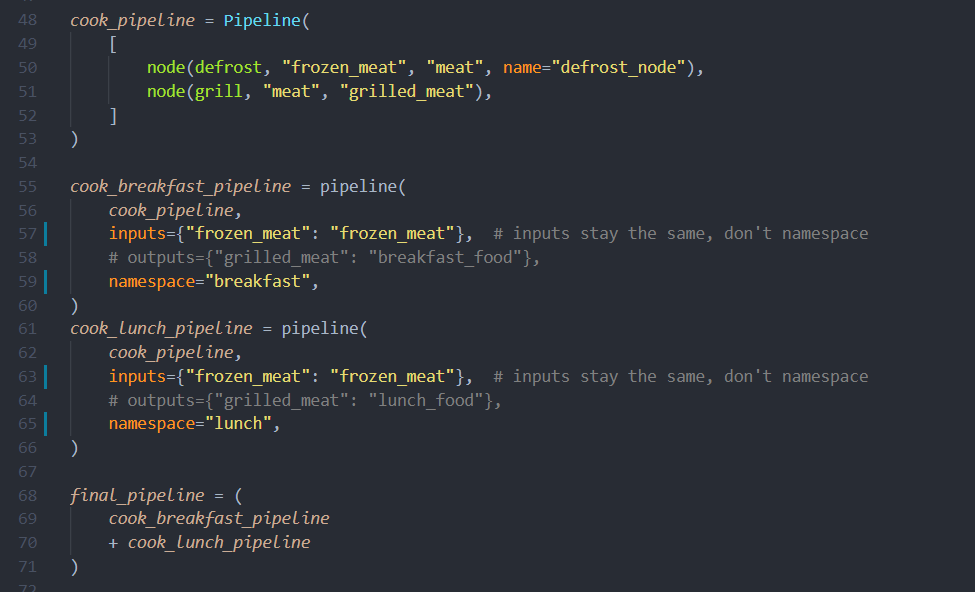 48 cook_pipeline = Pipeline(
49     [
50         node(defrost, "frozen_meat", "meat", name="defrost_node"),
51         node(grill, "meat", "grilled_meat"),
52     ]
53 )
54
55 cook_breakfast_pipeline = pipeline(
56     cook_pipeline,
57     inputs={"frozen_meat": "frozen_meat"},  # inputs stay the same, don't namespace
58     # outputs={"grilled_meat": "breakfast_food"},
59     namespace="breakfast",
60 )
61 cook_lunch_pipeline = pipeline(
62     cook_pipeline,
63     inputs={"frozen_meat": "frozen_meat"},  # inputs stay the same, don't namespace
64     # outputs={"grilled_meat": "lunch_food"},
65     namespace="lunch",
66 )
67
68 final_pipeline = (
69     cook_breakfast_pipeline
70     + cook_lunch_pipeline
71 )
72